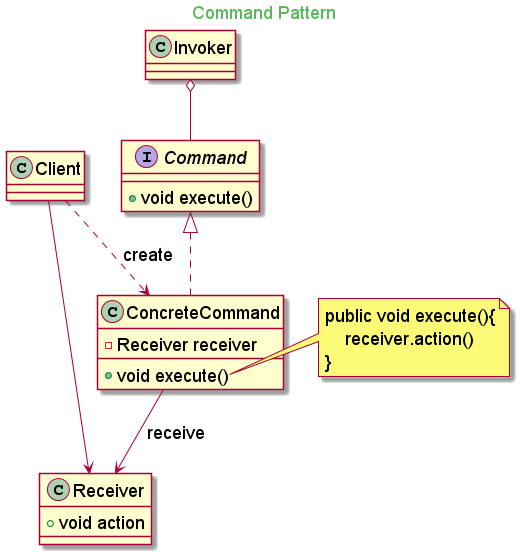 Command Pattern
C Invoker
I Command
void execute()
C Client
create
C ConcreteCommand
Receiver receiver
void execute()
public void execute(){
receiver.action()
}
receive
C Receiver
void action